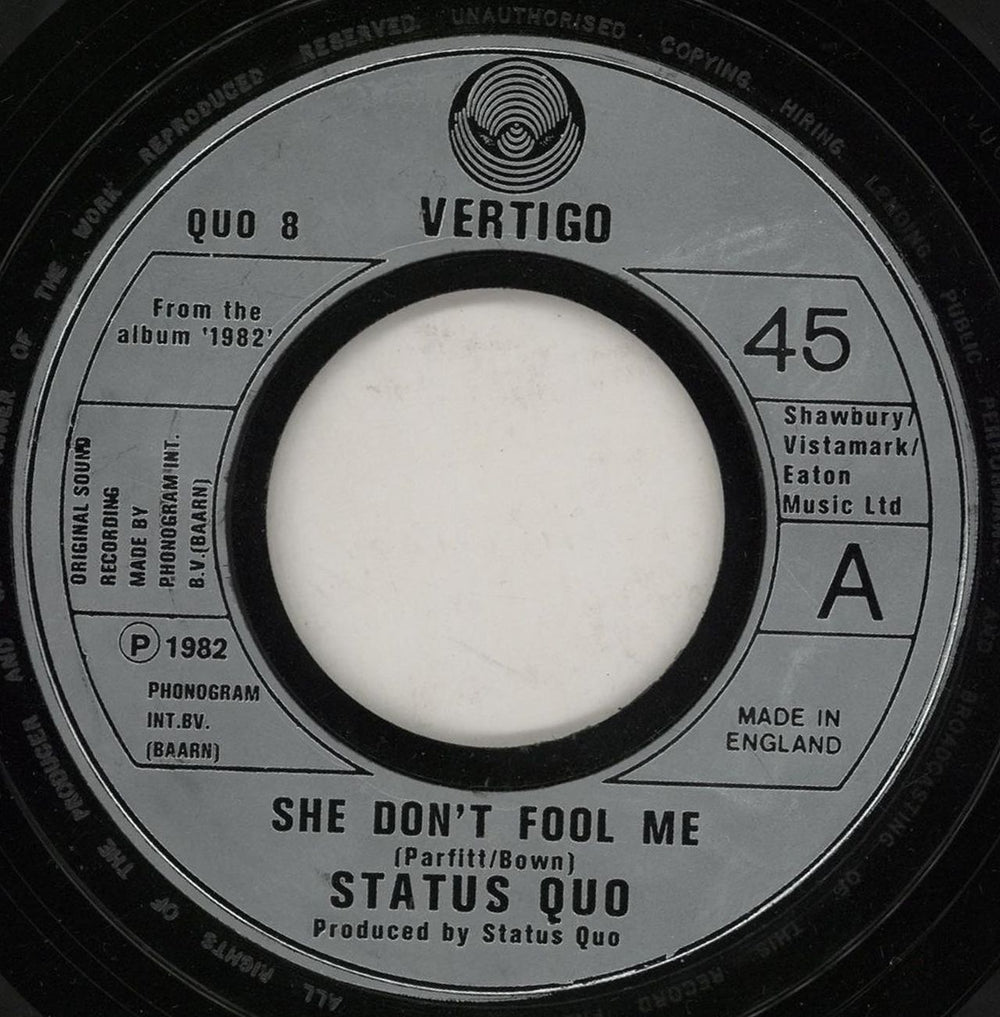 ALL RIGHTS OF THE PRODUCER AND OF THE OWNER OF THE WORK REPRODUCED RESERVED UNAUTHORISED COPYING HIRING LENDING PUBLIC PERFORMANCE AND BROADCASTING OF THIS RECORD
VERTIGO
QUO 8
From the
album '1982'
45
Shawbury/
Vistamark/
Eaton
Music Ltd
ORIGINAL SOUND
RECORDING
MADE BY
PHONOGRAM INT.
B.V.(BAARN)
A
℗ 1982
PHONOGRAM
INT.BV.
(BAARN)
MADE IN
ENGLAND
SHE DON'T FOOL ME
(Parfitt/Bown)
STATUS QUO
Produced by Status Quo